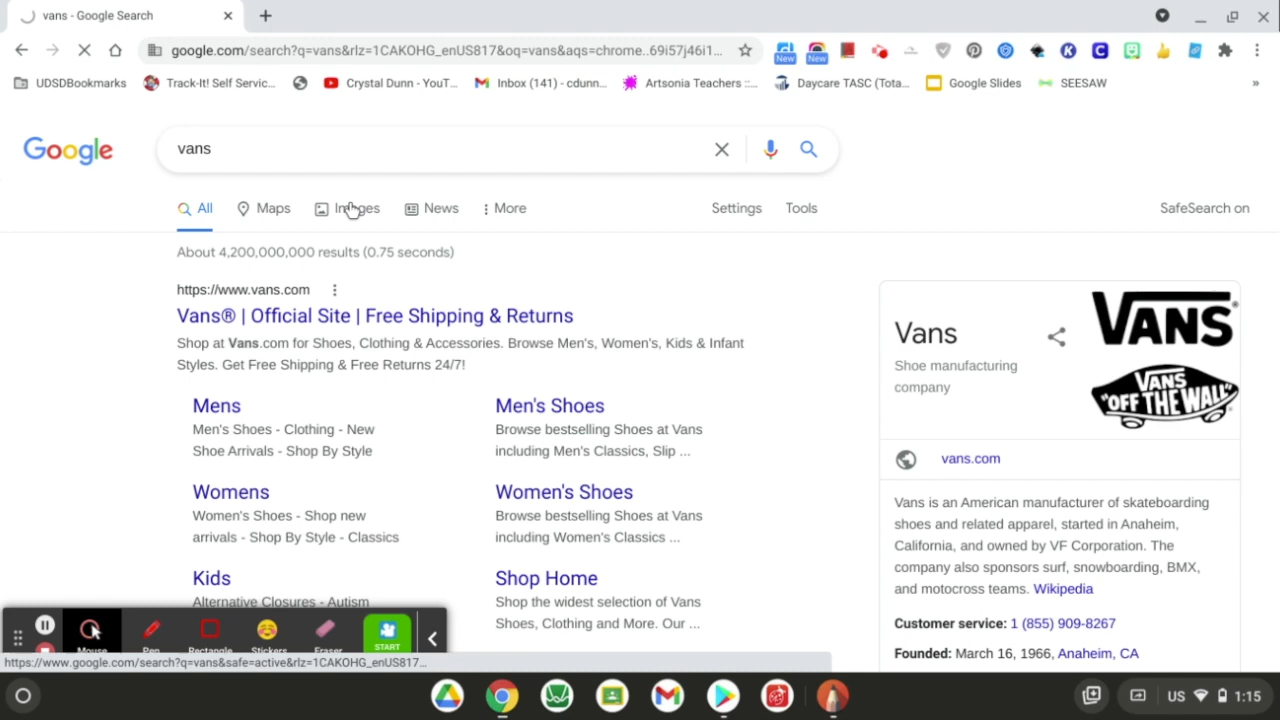 vans - Google Search
google.com/search?q=vans&rlz=1CAKOHG_enUS817&oq=vans&aqs=chrome..69i57j46i1...
New
New
UDSDBookmarks
Track-It! Self Servic...
Crystal Dunn - YouT...
Inbox (141) - cdunn...
Artsonia Teachers ::...
Daycare TASC (Tota...
Google Slides
SEESAW
»
Google
vans
All
Maps
Images
News
More
Settings
Tools
SafeSearch on
About 4,200,000,000 results (0.75 seconds)
https://www.vans.com
Vans® | Official Site | Free Shipping & Returns
Shop at Vans.com for Shoes, Clothing & Accessories. Browse Men's, Women's, Kids & Infant
Styles. Get Free Shipping & Free Returns 24/7!
Mens
Men's Shoes - Clothing - New
Shoe Arrivals - Shop By Style
Men's Shoes
Browse bestselling Shoes at Vans
including Men's Classics, Slip ...
Womens
Women's Shoes - Shop new
arrivals - Shop By Style - Classics
Women's Shoes
Browse bestselling Shoes at Vans
including Women's Classics ...
Kids
Alternative Closures - Autism
Shop Home
Shop the widest selection of Vans
Shoes, Clothing and More. Our ...
Vans
Shoe manufacturing
company
VANS
VANS
"OFF THE WALL"
vans.com
Vans is an American manufacturer of skateboarding
shoes and related apparel, started in Anaheim,
California, and owned by VF Corporation. The
company also sponsors surf, snowboarding, BMX,
and motocross teams. Wikipedia
Customer service: 1 (855) 909-8267
Founded: March 16, 1966, Anaheim, CA
Mouse
Pen
Rectangle
Stickers
Eraser
START
https://www.google.com/search?q=vans&safe=active&rlz=1CAKOHG_enUS817...
US
1:15